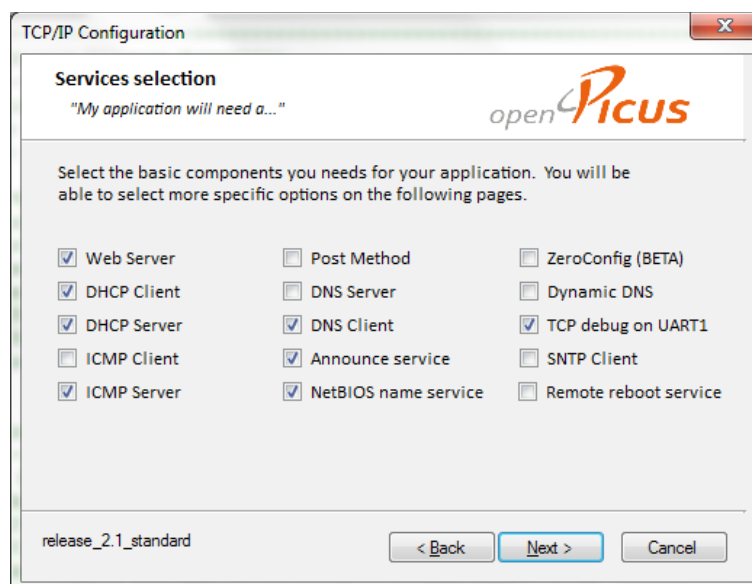 TCP/IP Configuration
Services selection
"My application will need a..."
openPicus
Select the basic components you needs for your application. You will be
able to select more specific options on the following pages.
Web Server
Post Method
ZeroConfig (BETA)
DHCP Client
DNS Server
Dynamic DNS
DHCP Server
DNS Client
TCP debug on UART1
ICMP Client
Announce service
SNTP Client
ICMP Server
NetBIOS name service
Remote reboot service
release_2.1_standard
< Back
Next >
Cancel